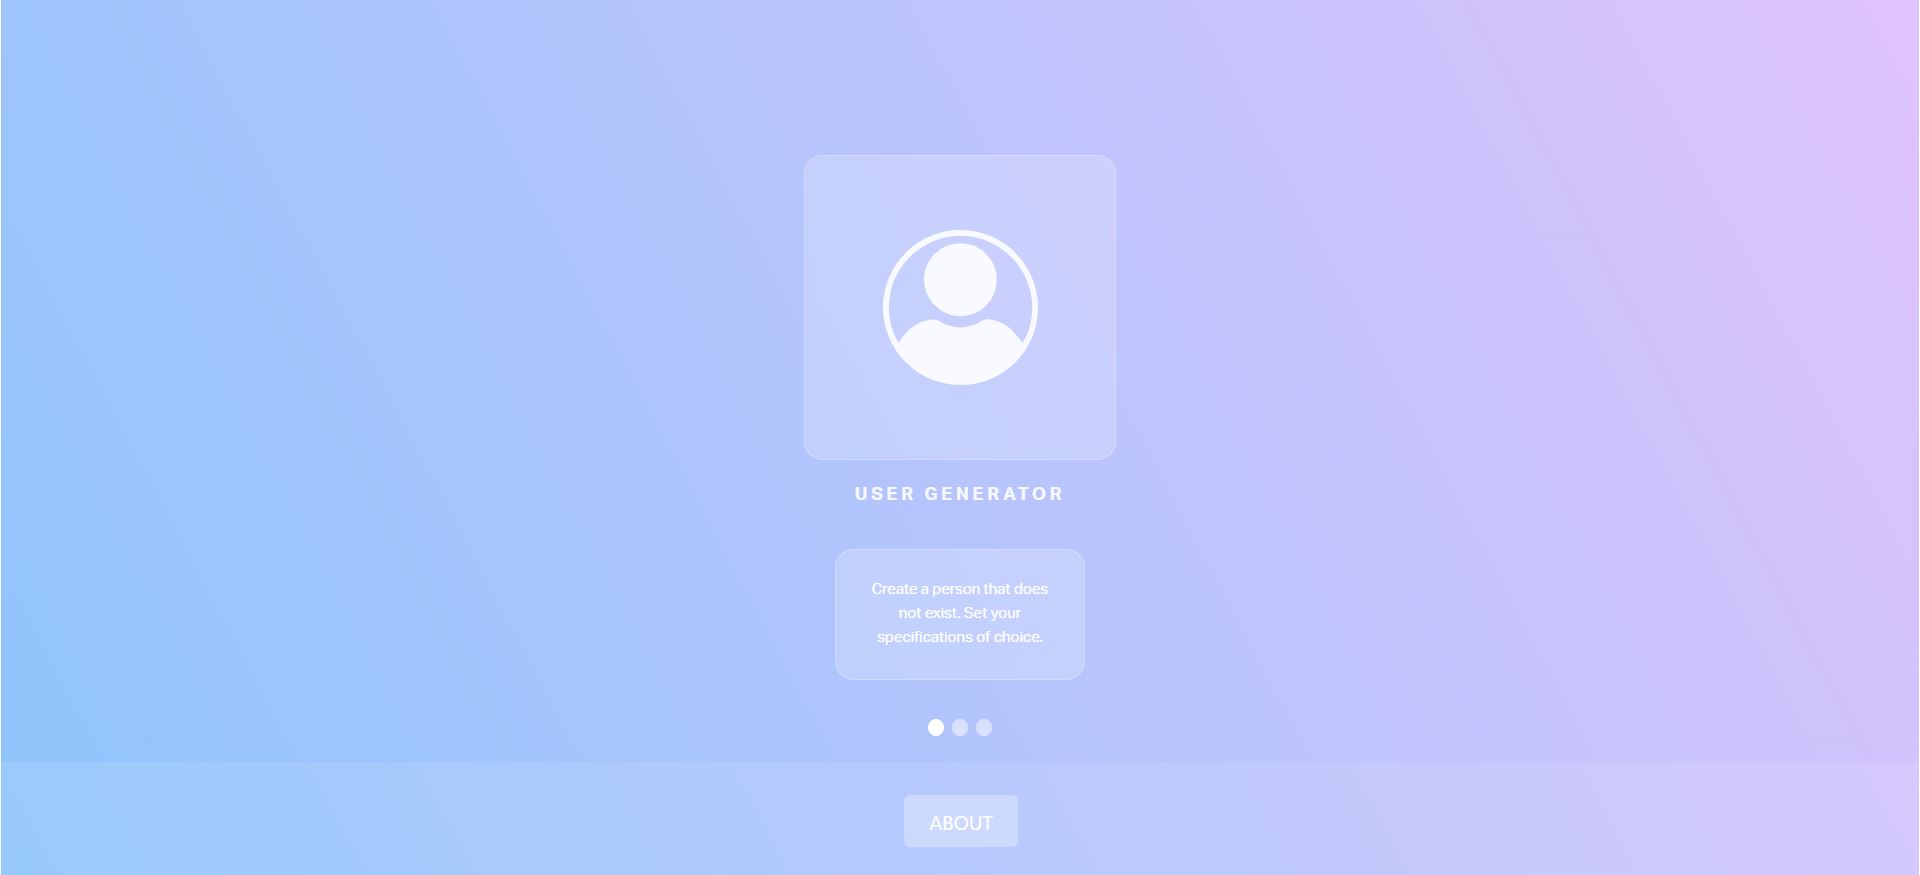 USER GENERATOR
Create a person that does
not exist. Set your
specifications of choice.
ABOUT